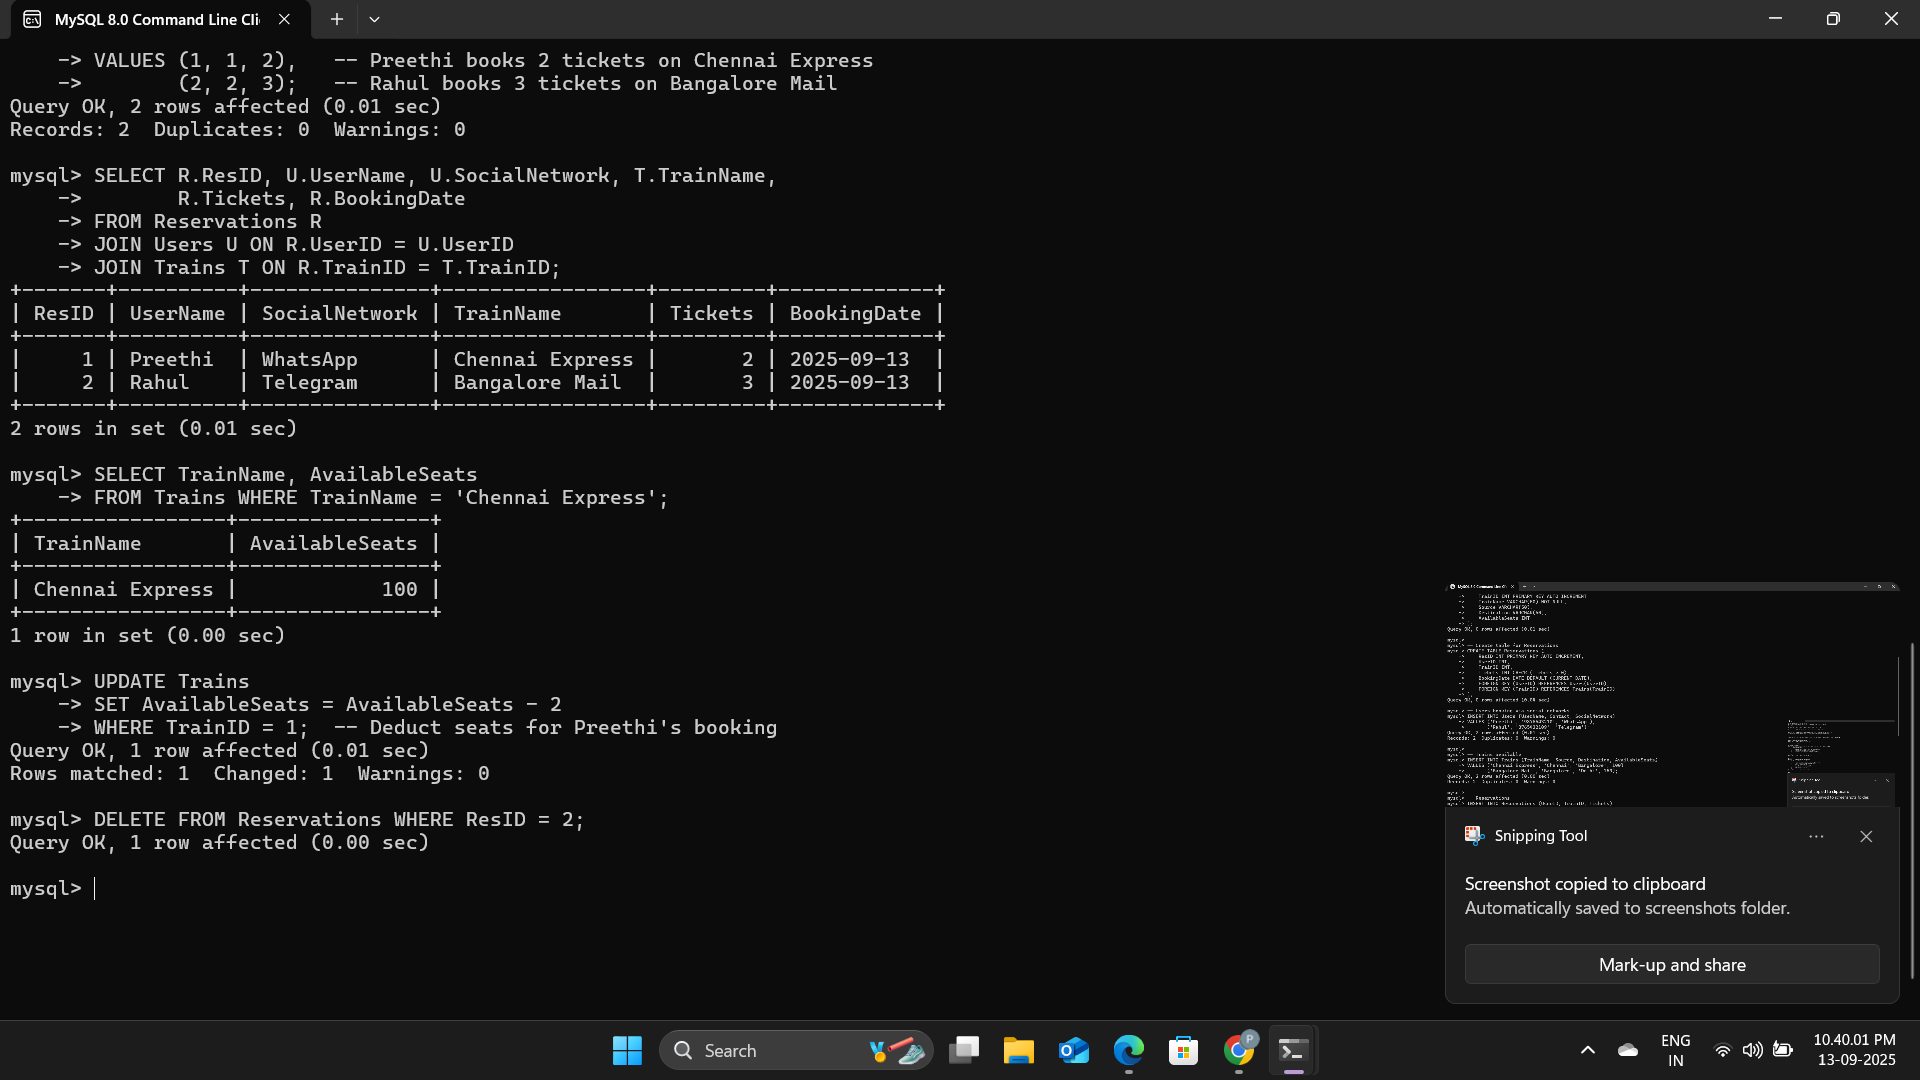 MySQL 8.0 Command Line Cli
    -> VALUES (1, 1, 2),   -- Preethi books 2 tickets on Chennai Express
    ->        (2, 2, 3);   -- Rahul books 3 tickets on Bangalore Mail
Query OK, 2 rows affected (0.01 sec)
Records: 2  Duplicates: 0  Warnings: 0
mysql> SELECT R.ResID, U.UserName, U.SocialNetwork, T.TrainName,
    ->        R.Tickets, R.BookingDate
    -> FROM Reservations R
    -> JOIN Users U ON R.UserID = U.UserID
    -> JOIN Trains T ON R.TrainID = T.TrainID;
+-------+----------+---------------+-----------------+---------+-------------+
| ResID | UserName | SocialNetwork | TrainName       | Tickets | BookingDate |
+-------+----------+---------------+-----------------+---------+-------------+
|     1 | Preethi  | WhatsApp      | Chennai Express |       2 | 2025-09-13  |
|     2 | Rahul    | Telegram      | Bangalore Mail  |       3 | 2025-09-13  |
+-------+----------+---------------+-----------------+---------+-------------+
2 rows in set (0.01 sec)
mysql> SELECT TrainName, AvailableSeats
    -> FROM Trains WHERE TrainName = 'Chennai Express';
+-----------------+----------------+
| TrainName       | AvailableSeats |
+-----------------+----------------+
| Chennai Express |            100 |
+-----------------+----------------+
1 row in set (0.00 sec)
mysql> UPDATE Trains
    -> SET AvailableSeats = AvailableSeats - 2
    -> WHERE TrainID = 1;  -- Deduct seats for Preethi's booking
Query OK, 1 row affected (0.01 sec)
Rows matched: 1  Changed: 1  Warnings: 0
mysql> DELETE FROM Reservations WHERE ResID = 2;
Query OK, 1 row affected (0.00 sec)
mysql>
Snipping Tool
Screenshot copied to clipboard
Automatically saved to screenshots folder.
Mark-up and share
Search
P
ENG
IN
10.40.01 PM
13-09-2025